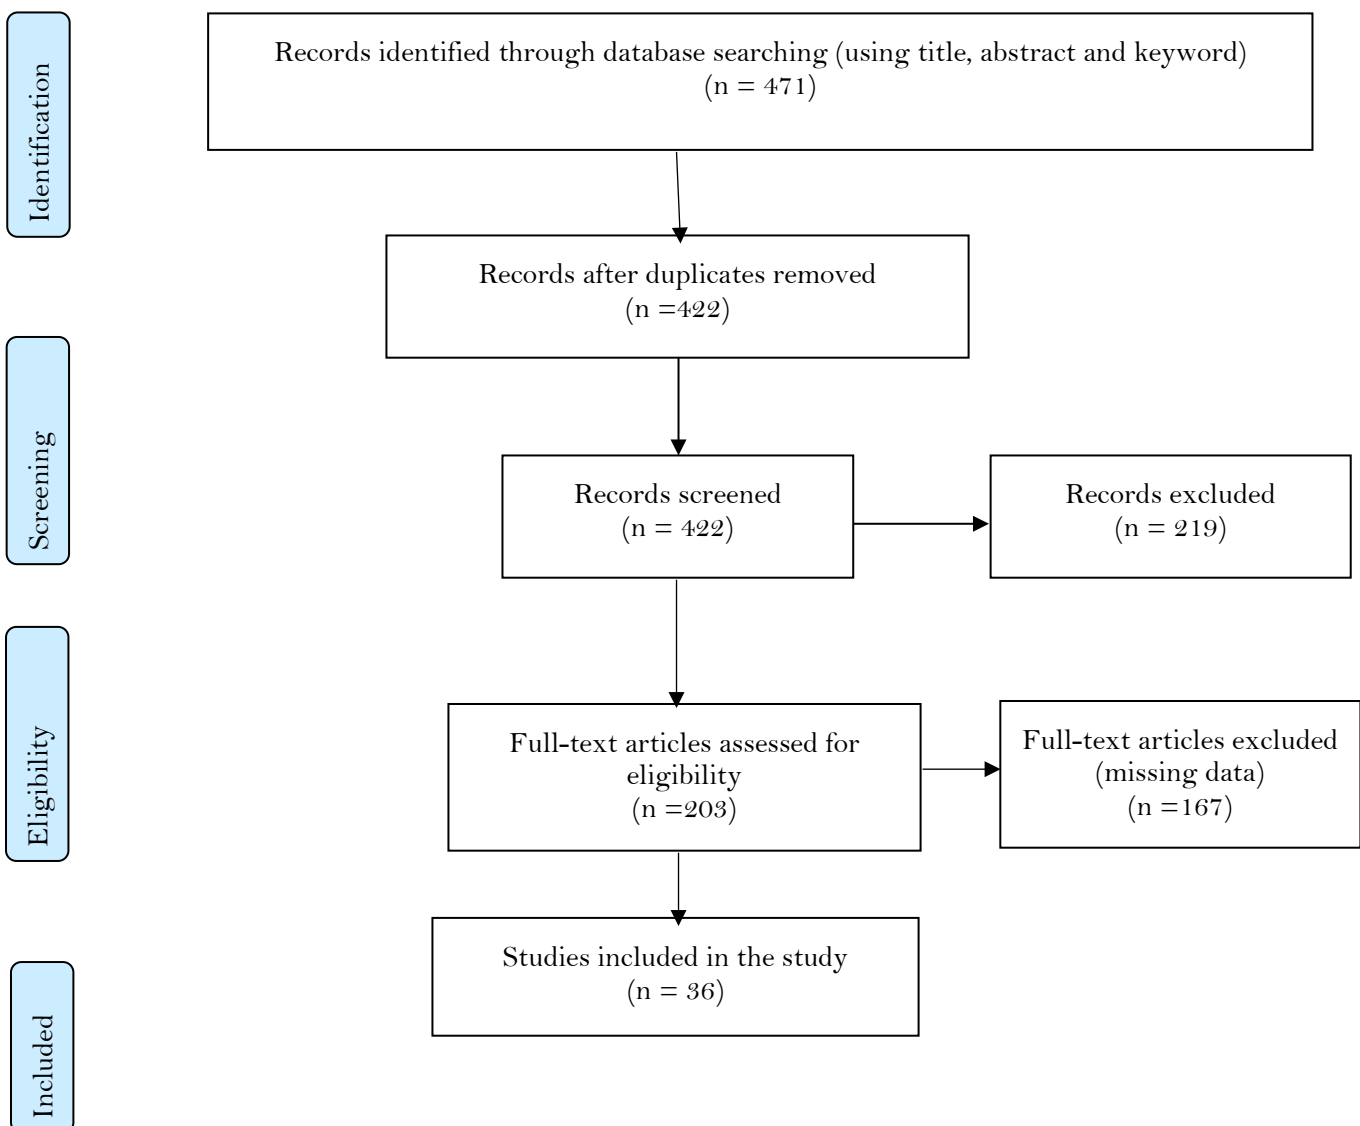 Identification
Records identified through database searching (using title, abstract and keyword)
(n = 471)
Records after duplicates removed
(n =422)
Screening
Records screened
(n = 422)
Records excluded
(n = 219)
Eligibility
Full-text articles assessed for
eligibility
(n =203)
Full-text articles excluded
(missing data)
(n =167)
Included
Studies included in the study
(n = 36)